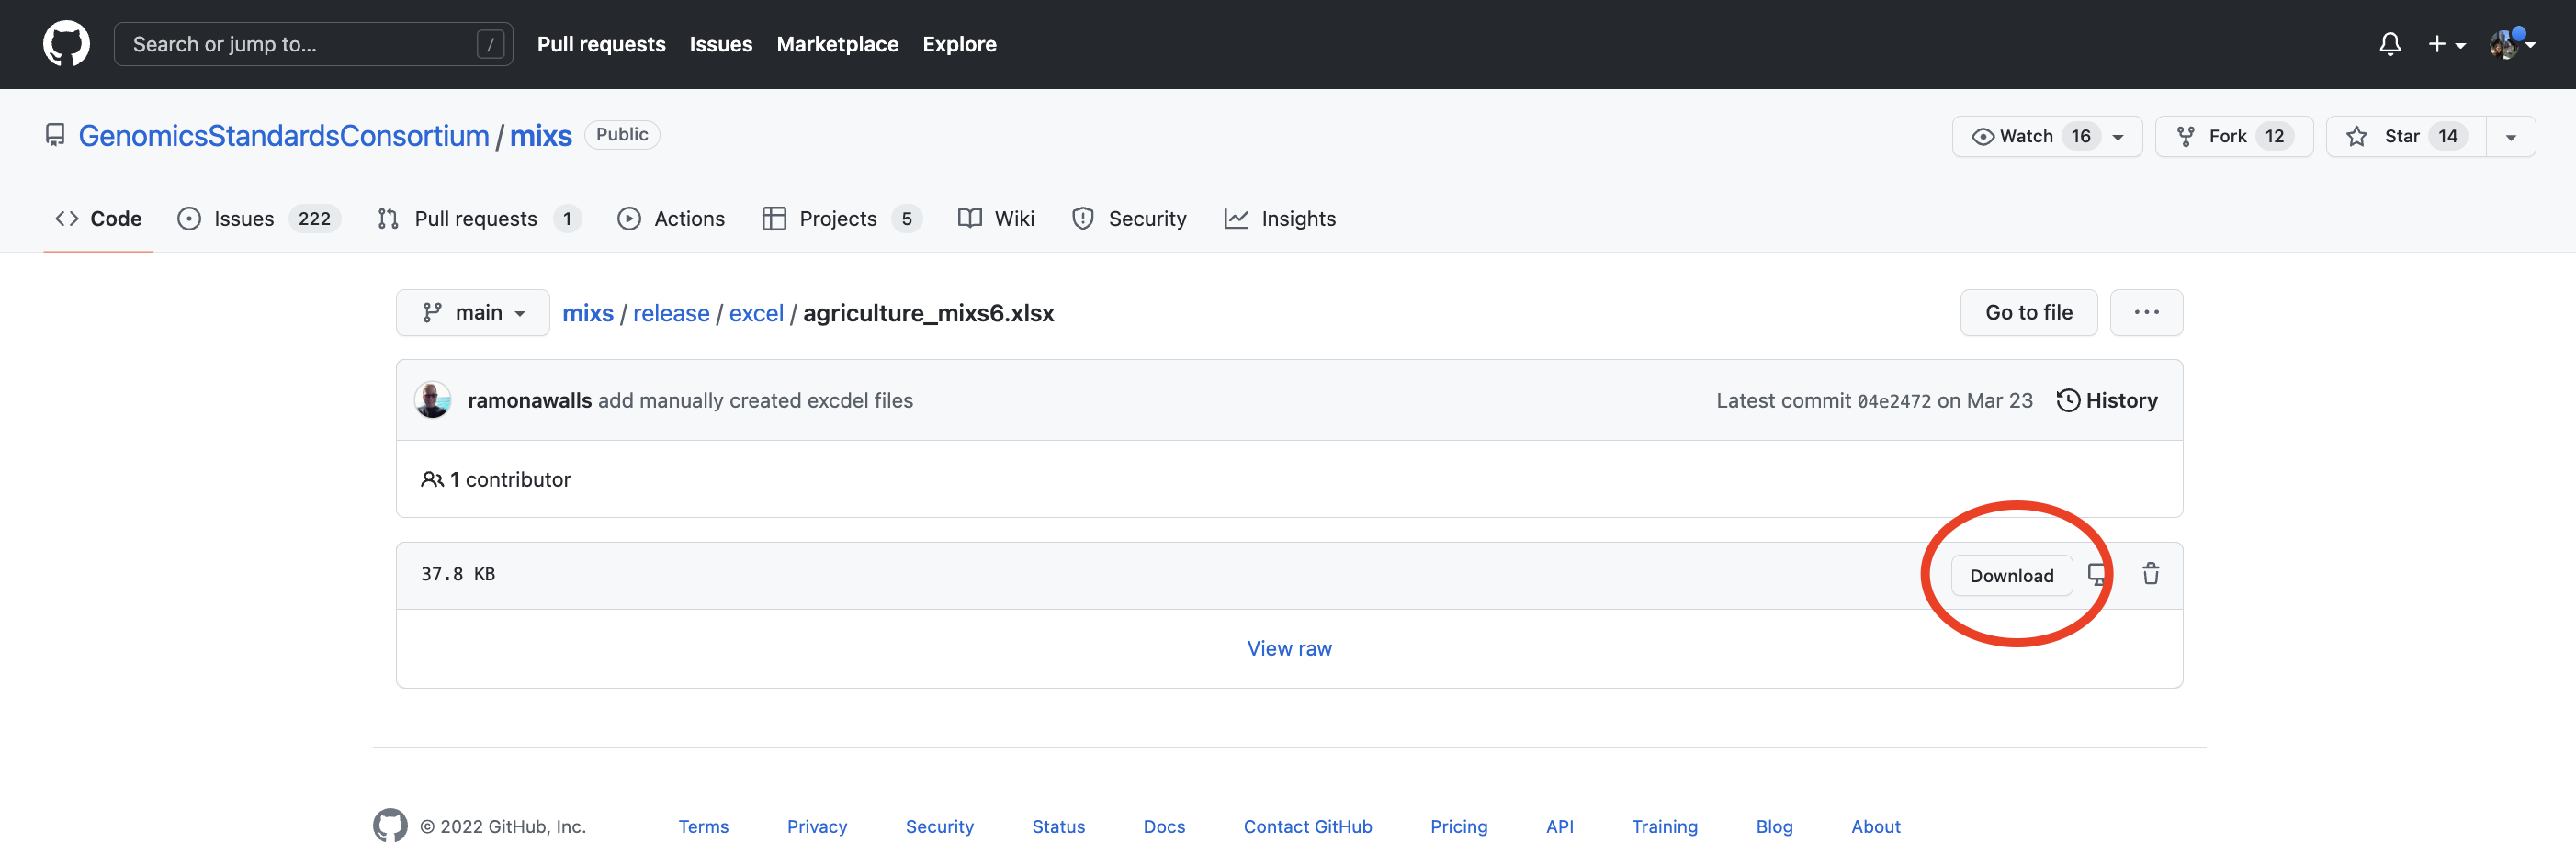 Search or jump to... / Pull requests Issues Marketplace Explore
GenomicsStandardsConsortium / mixs Public Watch 16 Fork 12 Star 14
Code Issues 222 Pull requests 1 Actions Projects 5 Wiki Security Insights
main mixs / release / excel / agriculture_mixs6.xlsx Go to file ...
ramonawalls add manually created excdel files Latest commit 04e2472 on Mar 23 History
1 contributor
37.8 KB Download
View raw
© 2022 GitHub, Inc. Terms Privacy Security Status Docs Contact GitHub Pricing API Training Blog About